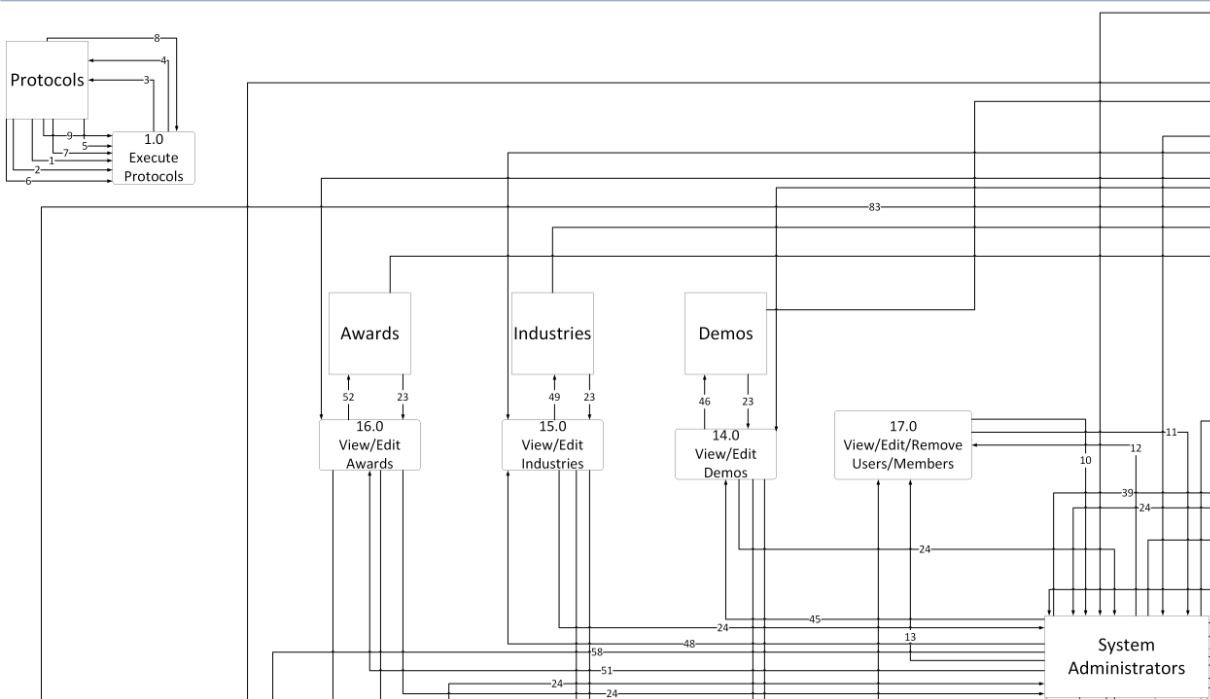 8
4
Protocols
3
9
1.0
5
Execute
7
Protocols
1
2
6
83
Awards
Industries
Demos
52
23
49
23
46
23
16.0
View/Edit
Awards
15.0
View/Edit
Industries
14.0
View/Edit
Demos
17.0
View/Edit/Remove
Users/Members
11
12
10
39
24
24
45
24
13
48
58
51
24
24
System
Administrators